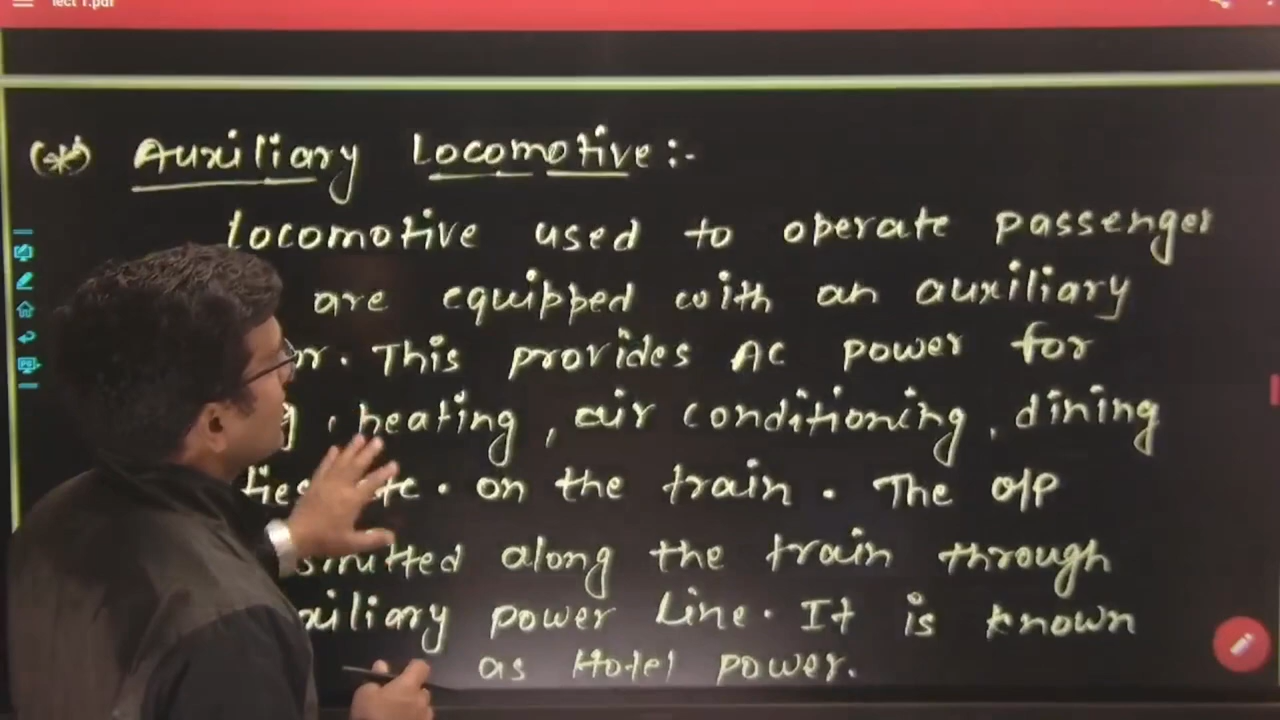 lect 1.pdf
(*) Auxiliary Locomotive :-
Locomotive used to operate passenger
are equipped with an auxiliary
This provides AC power for
, heating, air conditioning, dining
etc. on the train. The o/p
along the train through
power line. It is known
as Hotel power.